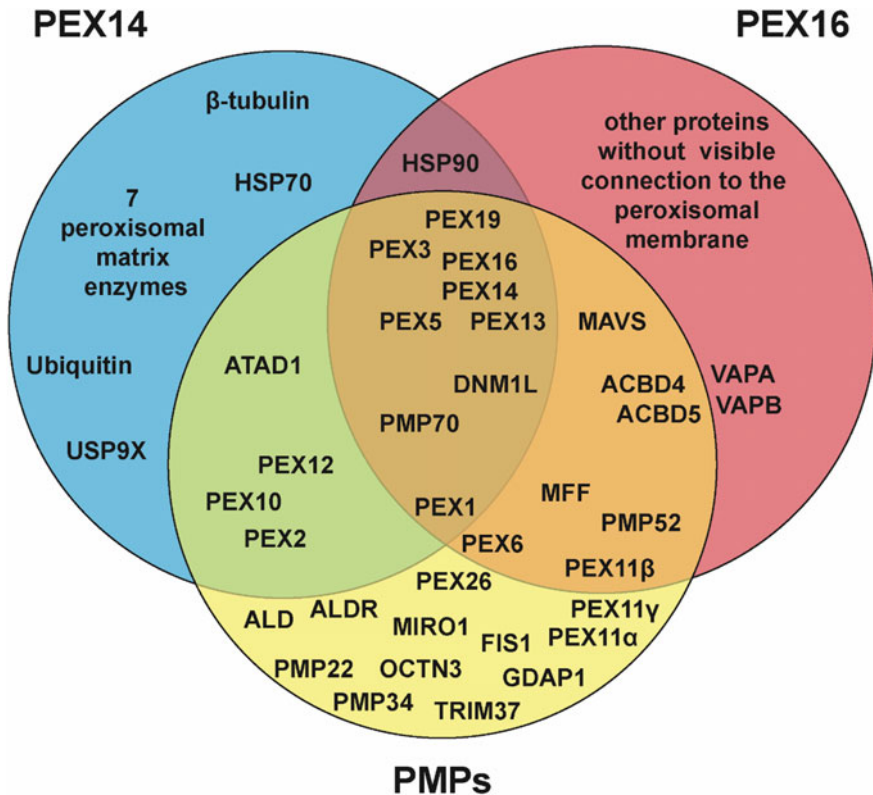 PEX14
PEX16
β-tubulin
HSP70
7
peroxisomal
matrix
enzymes
Ubiquitin
USP9X
HSP90
other proteins
without visible
connection to the
peroxisomal
membrane
VAPA
VAPB
PEX19
PEX3
PEX16
PEX14
PEX5
PEX13
DNM1L
PMP70
PEX1
MAVS
ACBD4
ACBD5
MFF
PMP52
PEX6
PEX11β
ATAD1
PEX12
PEX10
PEX2
PEX26
ALD
ALDR
MIRO1
FIS1
PEX11γ
PEX11α
PMP22
OCTN3
GDAP1
PMP34
TRIM37
PMPs